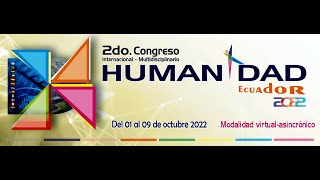 2do. Congreso
Internacional - Multidisciplinario
HUMANIDAD
ECUADOR
2022
Del 01 al 09 de octubre 2022
Modalidad virtual-asincrónico